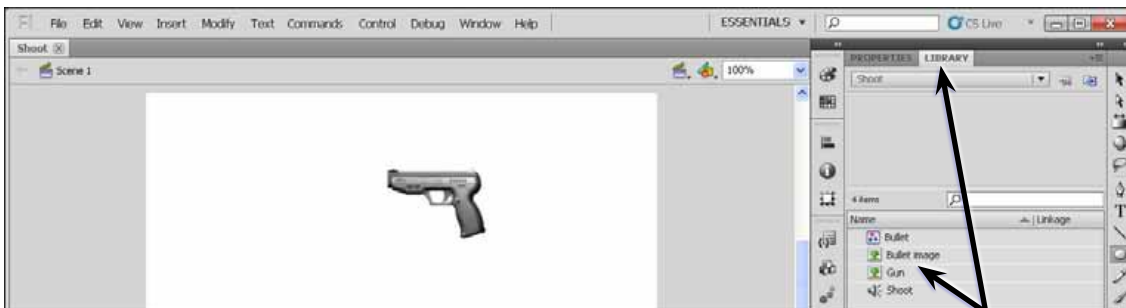 Fl File Edit View Insert Modify Text Commands Control Debug Window Help ESSENTIALS CS Live
Shoot
Scene 1 100%
PROPERTIES LIBRARY
Shoot
4 items
Name Linkage
Bullet
Bullet image
Gun
Shoot
T